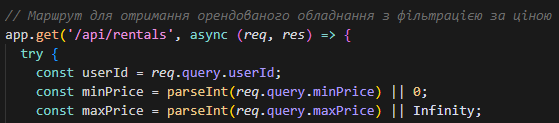 // Маршрут для отримання орендованого обладнання з фільтрацією за ціною
app.get('/api/rentals', async (req, res) => {
  try {
    const userId = req.query.userId;
    const minPrice = parseInt(req.query.minPrice) || 0;
    const maxPrice = parseInt(req.query.maxPrice) || Infinity;